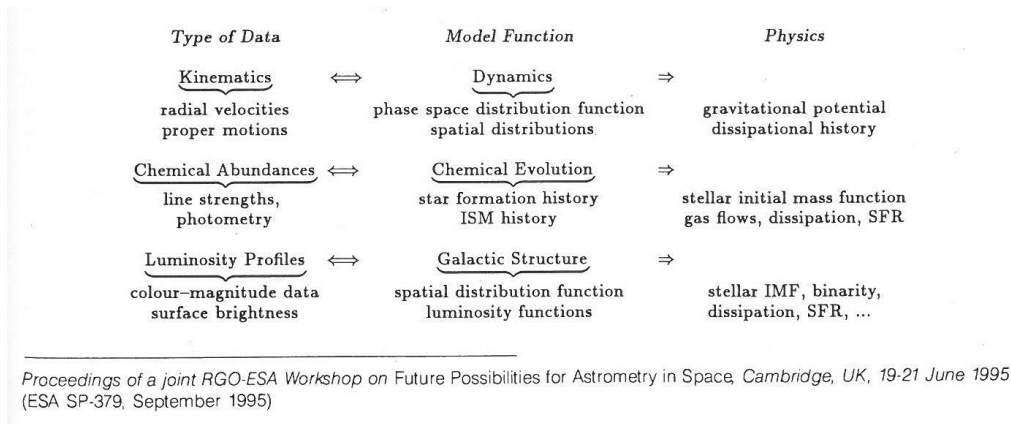 Type of Data Model Function Physics
Kinematics ⟺ Dynamics ⇒
radial velocities phase space distribution function gravitational potential
proper motions spatial distributions dissipational history
Chemical Abundances ⟺ Chemical Evolution ⇒
line strengths, star formation history stellar initial mass function
photometry ISM history gas flows, dissipation, SFR
Luminosity Profiles ⟺ Galactic Structure ⇒
colour–magnitude data spatial distribution function stellar IMF, binarity,
surface brightness luminosity functions dissipation, SFR, ...
Proceedings of a joint RGO-ESA Workshop on Future Possibilities for Astrometry in Space, Cambridge, UK, 19-21 June 1995
(ESA SP-379, September 1995)